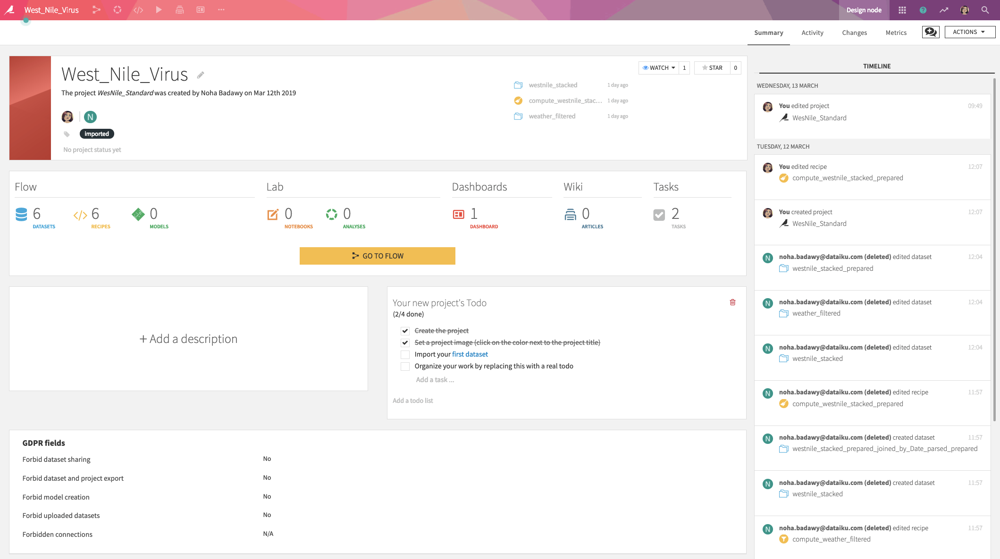 West_Nile_Virus
Design node
Summary
Activity
Changes
Metrics
ACTIONS
West_Nile_Virus
The project WesNile_Standard was created by Noha Badawy on Mar 12th 2019
N
imported
No project status yet
westnile_stacked 1 day ago
compute_westnile_stac... 1 day ago
weather_filtered 1 day ago
WATCH 1
STAR 0
Flow
6 DATASETS
6 RECIPES
0 MODELS
Lab
0 NOTEBOOKS
0 ANALYSES
Dashboards
1 DASHBOARD
Wiki
0 ARTICLES
Tasks
2 TASKS
GO TO FLOW
+ Add a description
Your new project's Todo
(2/4 done)
Create the project
Set a project image (click on the color next to the project title)
Import your first dataset
Organize your work by replacing this with a real todo
Add a task ...
Add a todo list
GDPR fields
Forbid dataset sharing No
Forbid dataset and project export No
Forbid model creation No
Forbid uploaded datasets No
Forbidden connections N/A
TIMELINE
WEDNESDAY, 13 MARCH
You edited project 09:49
WesNile_Standard
TUESDAY, 12 MARCH
You edited recipe 12:07
compute_westnile_stacked_prepared
You created project 12:07
WesNile_Standard
N noha.badawy@dataiku.com (deleted) edited dataset 12:04
westnile_stacked_prepared
N noha.badawy@dataiku.com (deleted) edited dataset 12:04
weather_filtered
N noha.badawy@dataiku.com (deleted) edited dataset 12:04
westnile_stacked
N noha.badawy@dataiku.com (deleted) edited recipe 11:57
compute_westnile_stacked_prepared
N noha.badawy@dataiku.com (deleted) created dataset 11:57
westnile_stacked_prepared_joined_by_Date_parsed_prepared
N noha.badawy@dataiku.com (deleted) created dataset 11:57
westnile_stacked
N noha.badawy@dataiku.com (deleted) edited recipe 11:57
compute_weather_filtered